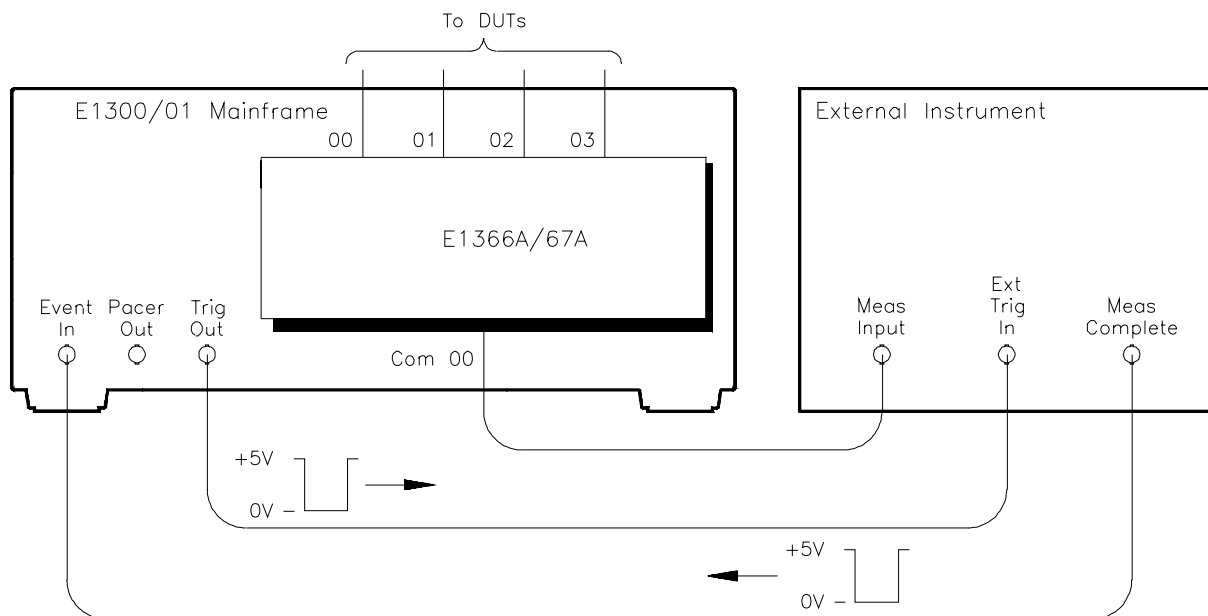 To DUTs
E1300/01 Mainframe
External Instrument
00 01 02 03
E1366A/67A
Event In
Pacer Out
Trig Out
Com 00
Meas Input
Ext Trig In
Meas Complete
+5V
0V
+5V
0V